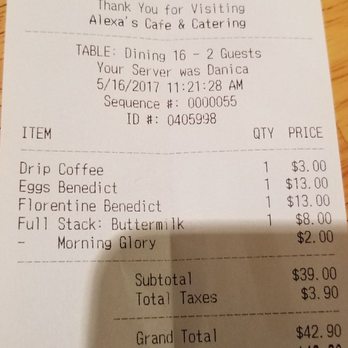 Thank You for Visiting
Alexa's Cafe & Catering
TABLE: Dining 16 - 2 Guests
Your Server was Danica
5/16/2017 11:21:28 AM
Sequence #: 0000055
ID #: 0405998
ITEM QTY PRICE
Drip Coffee 1 $3.00
Eggs Benedict 1 $13.00
Florentine Benedict 1 $13.00
Full Stack: Buttermilk 1 $8.00
- Morning Glory $2.00
Subtotal $39.00
Total Taxes $3.90
Grand Total $42.90